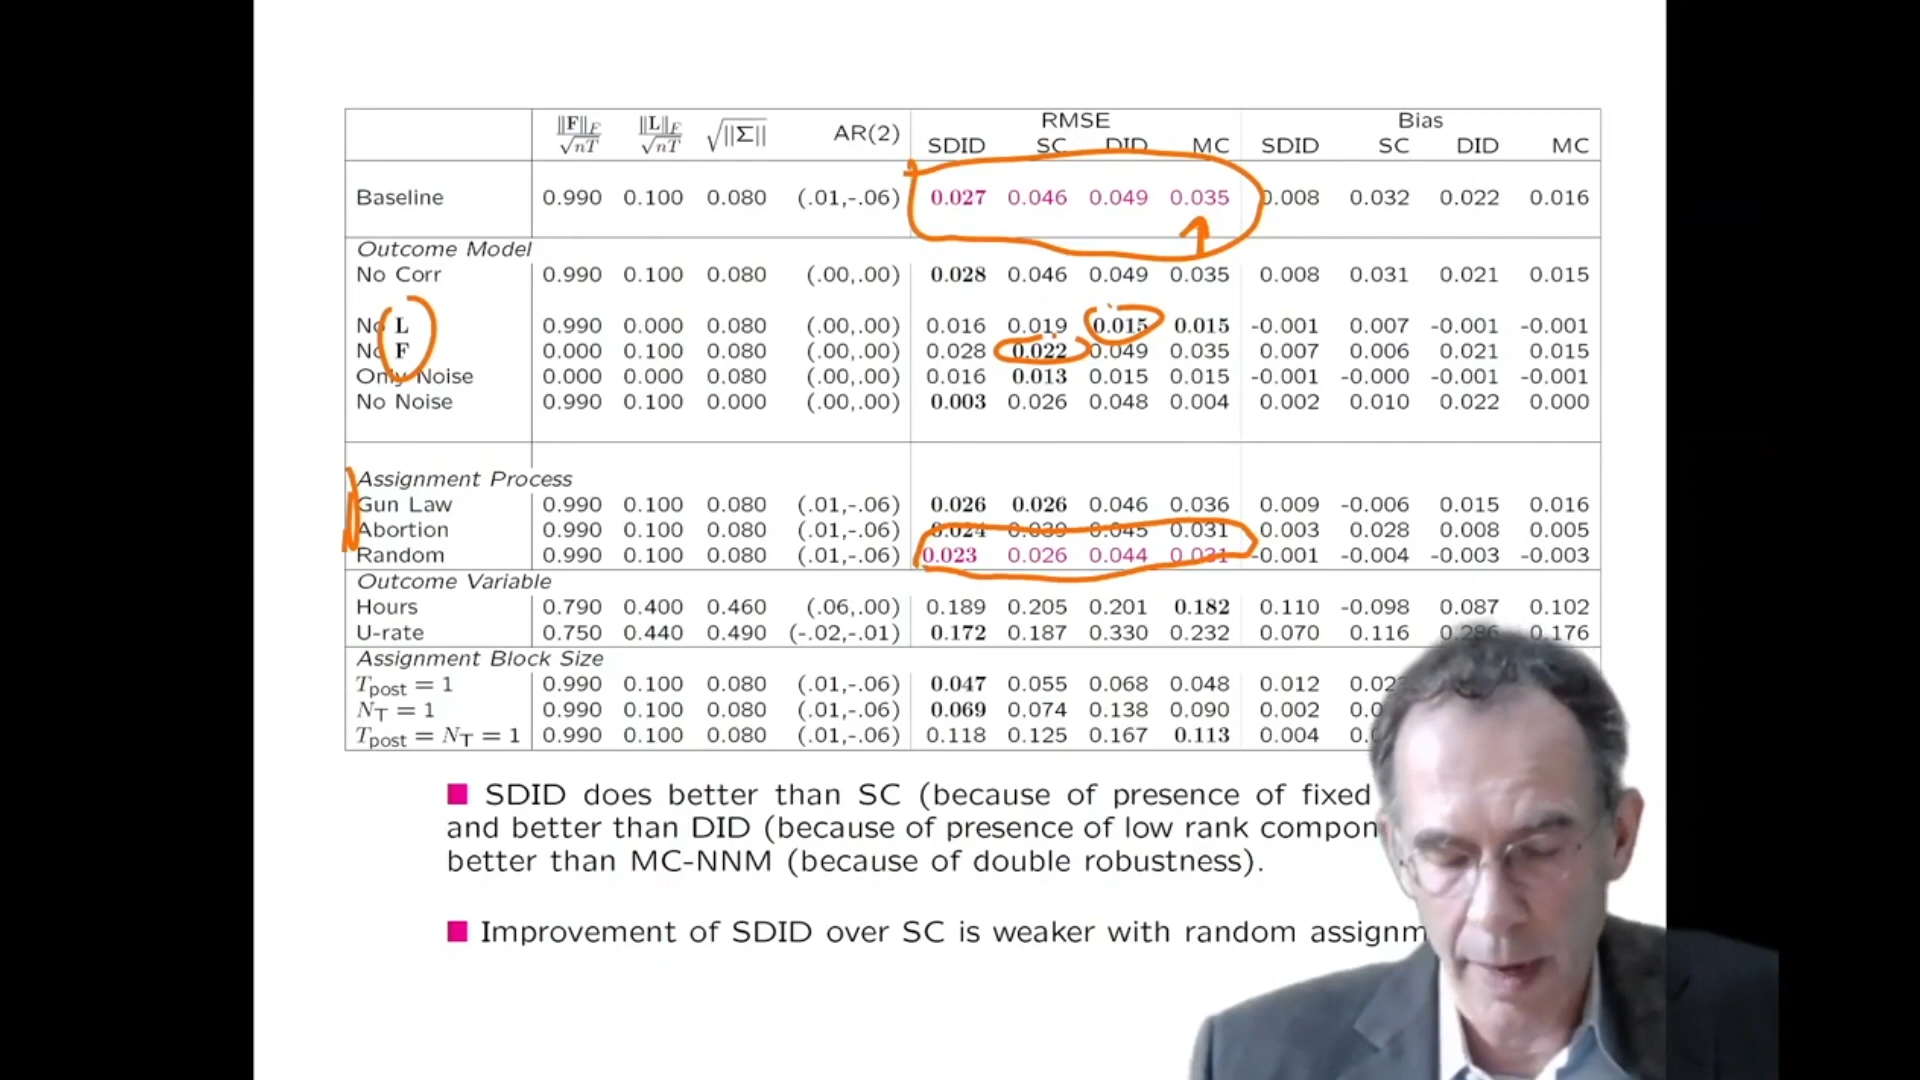 RMSE Bias
‖F‖F/√nT ‖L‖F/√nT √||Σ|| AR(2) SDID SC DID MC SDID SC DID MC
Baseline 0.990 0.100 0.080 (.01,-.06) 0.027 0.046 0.049 0.035 0.008 0.032 0.022 0.016
Outcome Model
No Corr 0.990 0.100 0.080 (.00,.00) 0.028 0.046 0.049 0.035 0.008 0.031 0.021 0.015
No L 0.990 0.000 0.080 (.00,.00) 0.016 0.019 0.015 0.015 -0.001 0.007 -0.001 -0.001
No F 0.000 0.100 0.080 (.00,.00) 0.028 0.022 0.049 0.035 0.007 0.006 0.021 0.015
Only Noise 0.000 0.000 0.080 (.00,.00) 0.016 0.013 0.015 0.015 -0.001 -0.000 -0.001 -0.001
No Noise 0.990 0.100 0.000 (.00,.00) 0.003 0.026 0.048 0.004 0.002 0.010 0.022 0.000
Assignment Process
Gun Law 0.990 0.100 0.080 (.01,-.06) 0.026 0.026 0.046 0.036 0.009 -0.006 0.015 0.016
Abortion 0.990 0.100 0.080 (.01,-.06) 0.024 0.039 0.045 0.031 0.003 0.028 0.008 0.005
Random 0.990 0.100 0.080 (.01,-.06) 0.023 0.026 0.044 0.031 -0.001 -0.004 -0.003 -0.003
Outcome Variable
Hours 0.790 0.400 0.460 (.06,.00) 0.189 0.205 0.201 0.182 0.110 -0.098 0.087 0.102
U-rate 0.750 0.440 0.490 (-.02,-.01) 0.172 0.187 0.330 0.232 0.070 0.116 0.286 0.176
Assignment Block Size
Tpost = 1 0.990 0.100 0.080 (.01,-.06) 0.047 0.055 0.068 0.048 0.012
NT = 1 0.990 0.100 0.080 (.01,-.06) 0.069 0.074 0.138 0.090 0.002
Tpost = NT = 1 0.990 0.100 0.080 (.01,-.06) 0.118 0.125 0.167 0.113 0.004
■ SDID does better than SC (because of presence of fixed
and better than DID (because of presence of low rank
better than MC-NNM (because of double robustness).
■ Improvement of SDID over SC is weaker with random